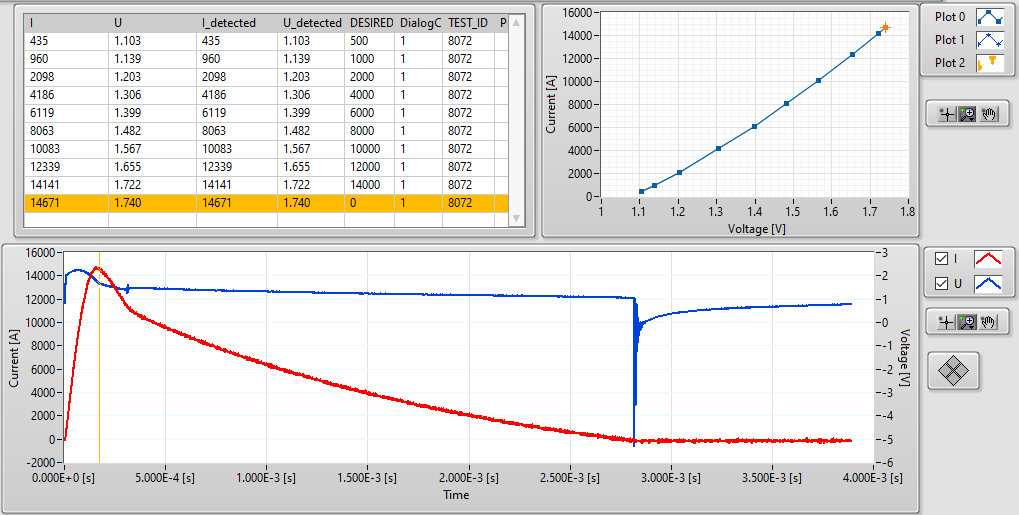 I U I_detected U_detected DESIRED DialogC TEST_ID P
435 1.103 435 1.103 500 1 8072
960 1.139 960 1.139 1000 1 8072
2098 1.203 2098 1.203 2000 1 8072
4186 1.306 4186 1.306 4000 1 8072
6119 1.399 6119 1.399 6000 1 8072
8063 1.482 8063 1.482 8000 1 8072
10083 1.567 10083 1.567 10000 1 8072
12339 1.655 12339 1.655 12000 1 8072
14141 1.722 14141 1.722 14000 1 8072
14671 1.740 14671 1.740 0 1 8072
Current [A]
16000
14000
12000
10000
8000
6000
4000
2000
0
1 1.1 1.2 1.3 1.4 1.5 1.6 1.7 1.8
Voltage [V]
Plot 0
Plot 1
Plot 2
Current [A]
16000
14000
12000
10000
8000
6000
4000
2000
0
-2000
3
2
1
0
-1
-2
-3
-4
-5
-6
Voltage [V]
0.000E+0 [s] 5.000E-4 [s] 1.000E-3 [s] 1.500E-3 [s] 2.000E-3 [s] 2.500E-3 [s] 3.000E-3 [s] 3.500E-3 [s] 4.000E-3 [s]
Time
I
U